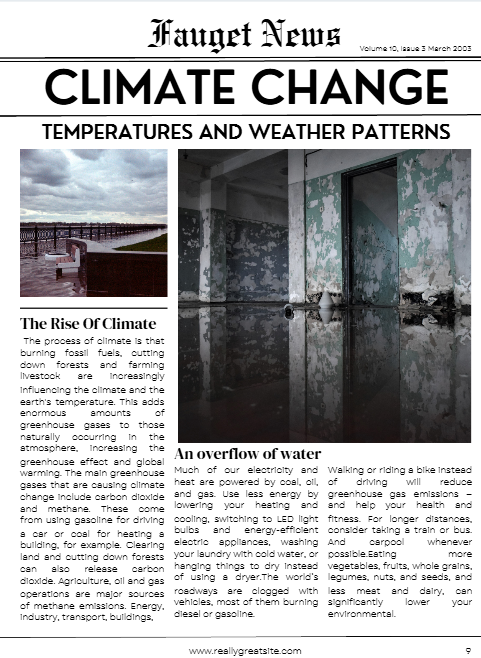 Fauget News
Volume 10, Issue 3 March 2003
CLIMATE CHANGE
TEMPERATURES AND WEATHER PATTERNS
The Rise Of Climate
The process of climate is that
burning fossil fuels, cutting
down forests and farming
livestock are increasingly
influencing the climate and the
earth's temperature. This adds
enormous amounts of
greenhouse gases to those
naturally occurring in the
atmosphere, increasing the
greenhouse effect and global
warming. The main greenhouse
gases that are causing climate
change include carbon dioxide
and methane. These come
from using gasoline for driving
a car or coal for heating a
building, for example. Clearing
land and cutting down forests
can also release carbon
dioxide. Agriculture, oil and gas
operations are major sources
of methane emissions. Energy,
industry, transport, buildings,
An overflow of water
Much of our electricity and
heat are powered by coal, oil,
and gas. Use less energy by
lowering your heating and
cooling, switching to LED light
bulbs and energy-efficient
electric appliances, washing
your laundry with cold water, or
hanging things to dry instead
of using a dryer.The world's
roadways are clogged with
vehicles, most of them burning
diesel or gasoline.
Walking or riding a bike instead
of driving will reduce
greenhouse gas emissions –
and help your health and
fitness. For longer distances,
consider taking a train or bus.
And carpool whenever
possible.Eating more
vegetables, fruits, whole grains,
legumes, nuts, and seeds, and
less meat and dairy, can
significantly lower your
environmental.
www.reallygreatsite.com
9